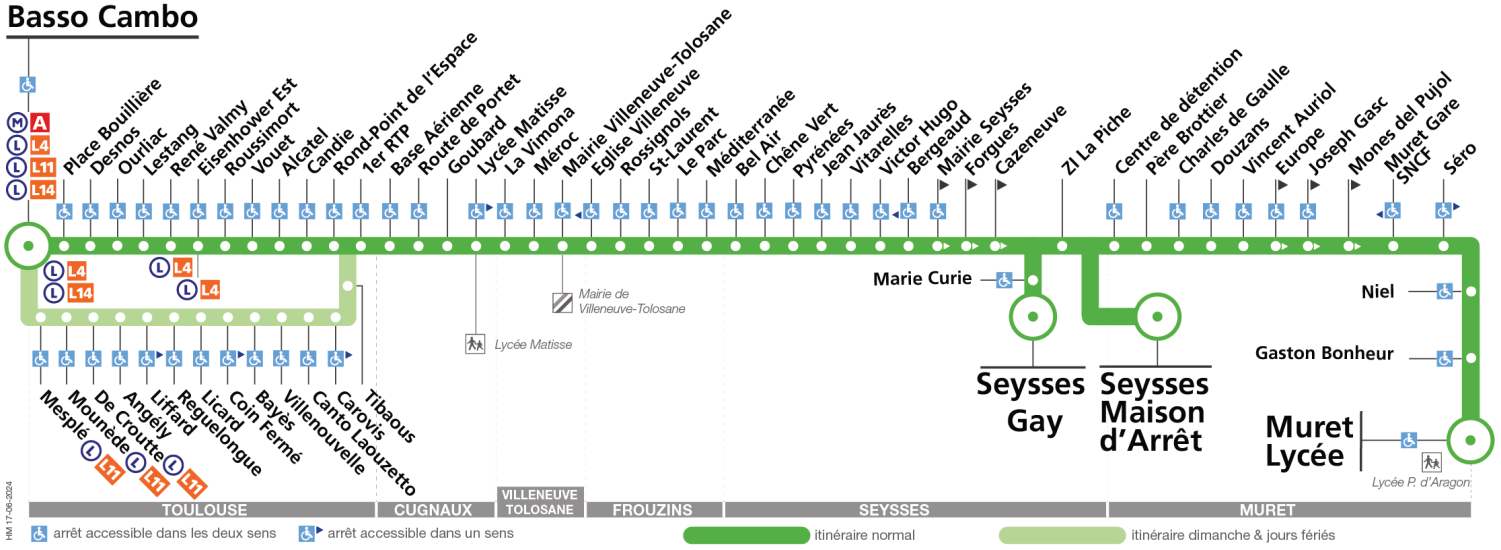 Basso Cambo
M A
L L4
L L11
L L14
Place Bouillière
Desnos
Ourliac
Lestang
René Valmy
Eisenhower Est
Roussimort
Vouet
Alcatel
Candie
Rond-Point de l'Espace
1er RTP
Base Aérienne
Route de Portet
Goubard
Lycée Matisse
La Vimona
Méroc
Mairie Villeneuve-Tolosane
Eglise Villeneuve
Rossignols
St-Laurent
Le Parc
Méditerranée
Bel Air
Chêne Vert
Pyrénées
Jean Jaurès
Vitarelles
Victor Hugo
Bergeaud
Mairie Seysses
Forgues
Cazeneuve
ZI La Piche
Centre de détention
Père Brottier
Charles de Gaulle
Douzans
Vincent Auriol
Europe
Joseph Gasc
Mones del Pujol
Muret Gare
SNCF
Séro
L L4
L L14
L L4
L L4
Marie Curie
Niel
Mairie de
Villeneuve-Tolosane
Lycée Matisse
Gaston Bonheur
Seysses
Gay
Seysses
Maison
d'Arrêt
Muret
Lycée
Lycée P. d'Aragon
Mesplé L L11
Mounède L L11
De Croutte L L11
Angély
Liffard
Reguelongue
Licard
Coin Fermé
Bayès
Villenouvelle
Canto Laouzetto
Carovis
Tibaous
TOULOUSE
CUGNAUX
VILLENEUVE
TOLOSANE
FROUZINS
SEYSSES
MURET
HM 17-06-2024
arrêt accessible dans les deux sens
arrêt accessible dans un sens
itinéraire normal
itinéraire dimanche & jours fériés